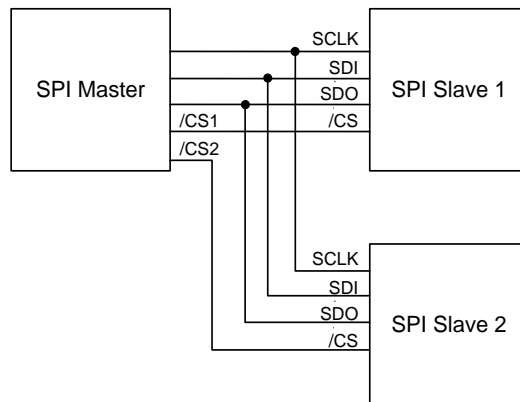 SPI Master
/CS1
/CS2
SCLK
SDI
SDO
/CS
SPI Slave 1
SCLK
SDI
SDO
/CS
SPI Slave 2